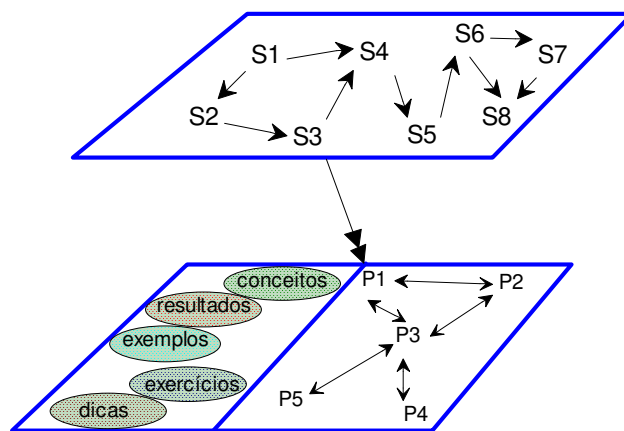 S1
S4
S6
S7
S2
S3
S5
S8
conceitos
resultados
exemplos
exercícios
dicas
P1
P2
P3
P5
P4